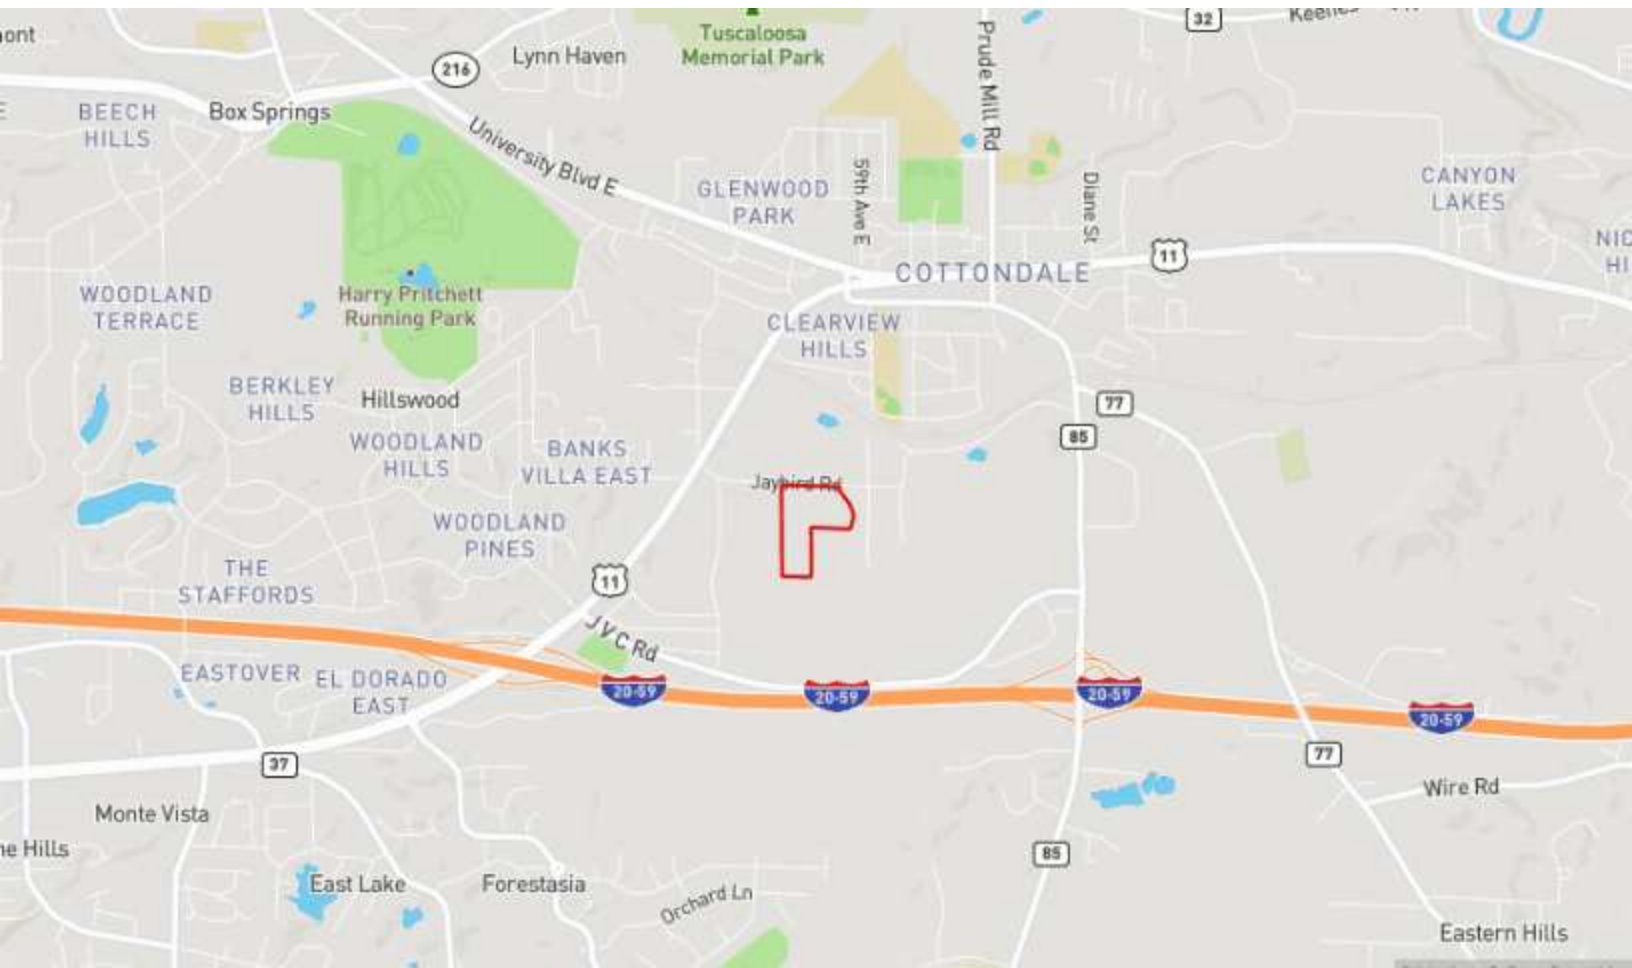 32
Tuscaloosa
Memorial Park
Lynn Haven
216
Prude Mill Rd
BEECH
HILLS
Box Springs
University Blvd E
59th Ave E
GLENWOOD
PARK
Diane St
CANYON
LAKES
11
COTTONDALE
WOODLAND
TERRACE
Harry Pritchett
Running Park
CLEARVIEW
HILLS
BERKLEY
HILLS
Hillswood
77
85
WOODLAND
HILLS
BANKS
VILLA EAST
Jaybird Rd
WOODLAND
PINES
THE
STAFFORDS
11
J V C Rd
EASTOVER
EL DORADO
EAST
20-59
20-59
20-59
20-59
37
77
Wire Rd
Monte Vista
Hills
85
East Lake
Forestasia
Orchard Ln
Eastern Hills